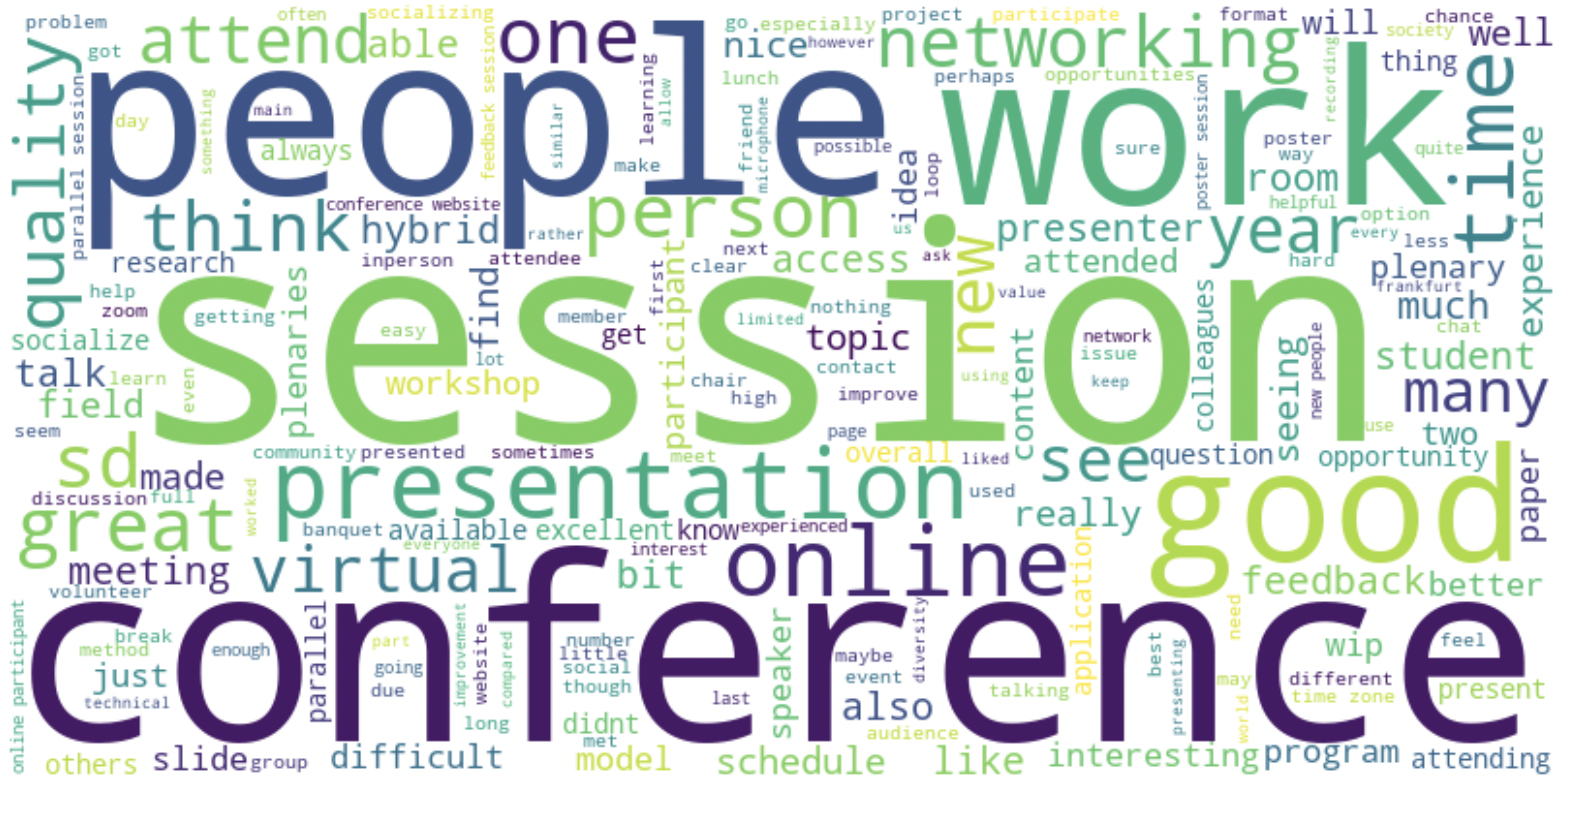 problem
often
socializing
go
especially
project
participate
format
will
chance
society
well
got
attend
able
one
nice
however
networking
thing
quality
people
feedback session
learning
allow
lunch
perhaps
opportunities
work
recording
time
parallel session
day
something
main
always
similar
make
friend
microphone
possible
idea
loop
sure
poster session
poster
way
room
helpful
quite
experience
think
conference website
hybrid
rather
person
us
presenter
year
option
every
less
research
inperson
attendee
next
clear
access
ask
new
attended
hard
plenary
frankfurt
much
help
zoom
plenaries
find
first
participant
value
socialize
getting
session
easy
lot
member
get
limited
nothing
topic
contact
content
network
issue
keep
colleagues
seeing
new people
chat
student
talk
learn
even
field
workshop
chair
high
improve
using
many
seem
community
presented
sometimes
meet
page
overall
liked
see
question
opportunity
use
two
sd
made
discussion
full
worked
presentation
used
really
good
paper
great
banquet
available
excellent
know
experienced
online
meeting
everyone
virtual
interest
bit
application
feedback
better
volunteer
online participant
conference
break
method
just
technical
enough
parallel
part
going
due
improvement
website
compared
number
little
social
though
last
speaker
maybe
event
diversity
also
talking
best
presenting
need
may
world
wip
different
time zone
feel
present
long
didnt
met
audience
others
slide
group
difficult
model
schedule
like
interesting
program
attending